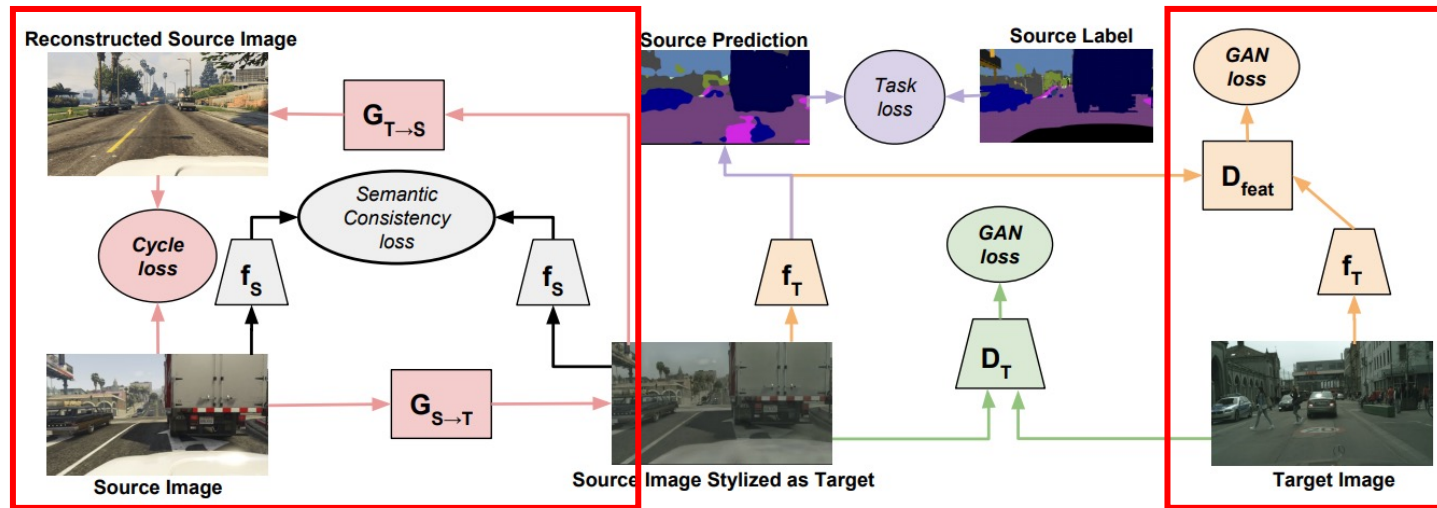 Reconstructed Source Image
G T→S
Cycle
loss
f S
Semantic
Consistency
loss
f S
Source Image
G S→T
Source Image Stylized as Target
Source Prediction
Task
loss
Source Label
f T
GAN
loss
D T
GAN
loss
D feat
f T
Target Image